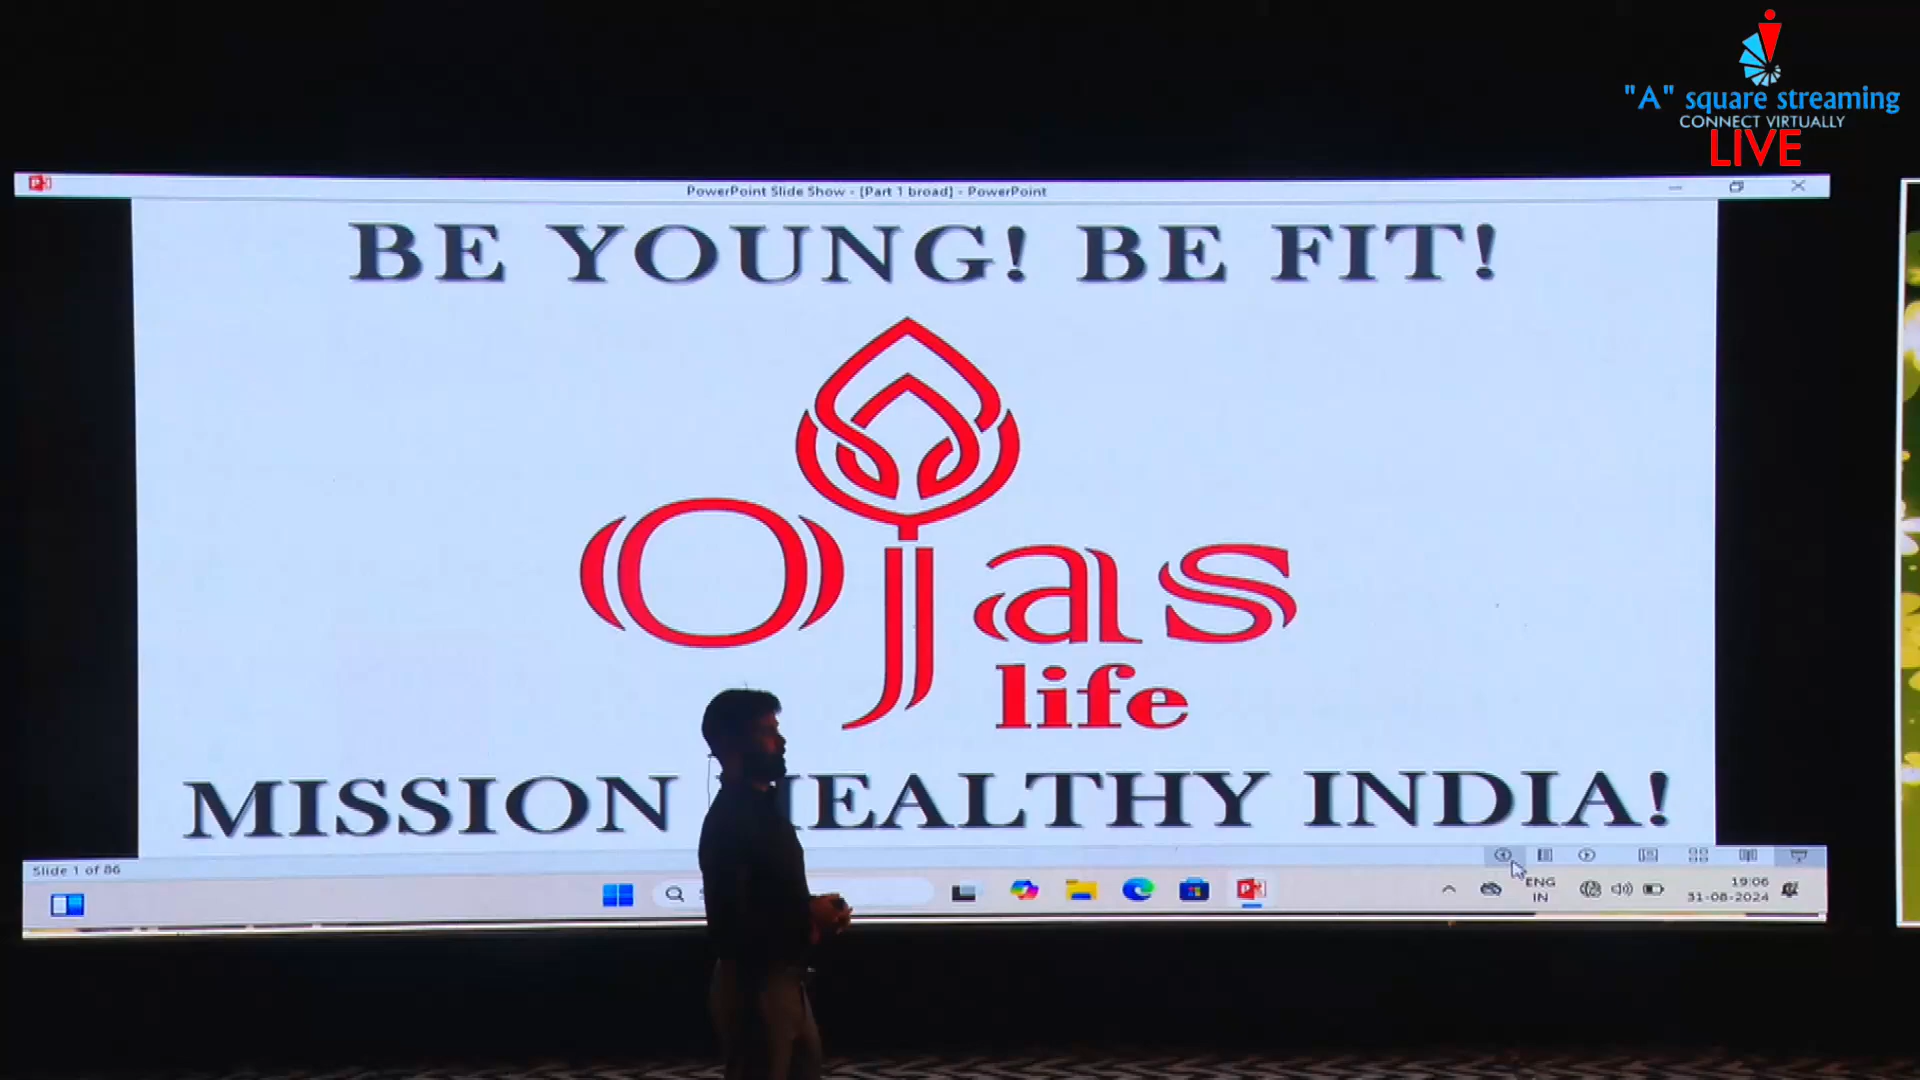 "A" square streaming
CONNECT VIRTUALLY
LIVE
PowerPoint Slide Show - [Part 1 broad] - PowerPoint
BE YOUNG! BE FIT!
ojas
life
MISSION HEALTHY INDIA!
Slide 1 of 86
ENG
IN
19:06
31-08-2024